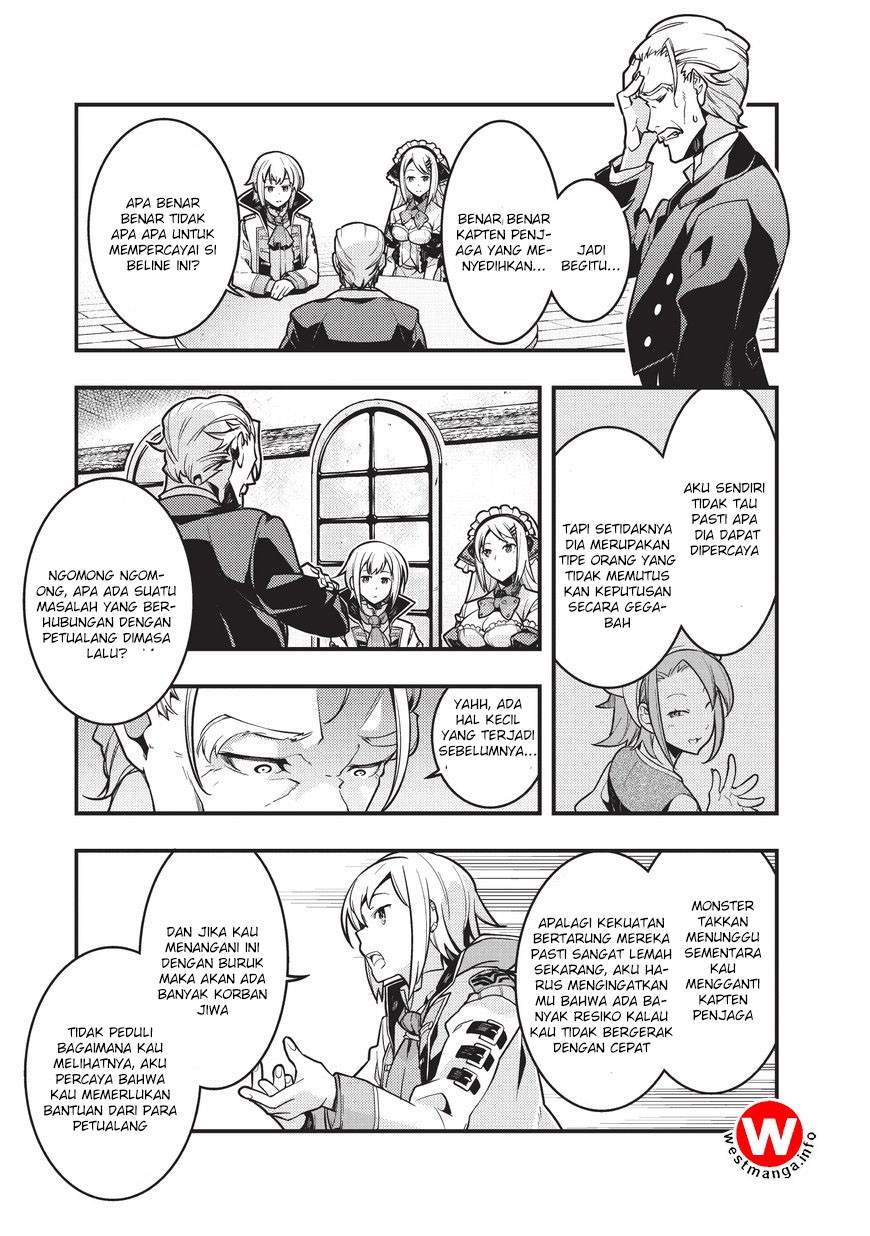 JADI
BEGITU...
BENAR BENAR
KAPTEN PENJ-
AGA YANG ME-
NYEDIHKAN...
APA BENAR
BENAR TIDAK
APA APA UNTUK
MEMPERCAYAI SI
BELINE INI?
AKU SENDIRI
TIDAK TAU
PASTI APA
DIA DAPAT
DIPERCAYA
TAPI SETIDAKNYA
DIA MERUPAKAN
TIPE ORANG YANG
TIDAK MEMUTUS
KAN KEPUTUSAN
SECARA GEGA-
BAH
NGOMONG NGOM-
ONG, APA ADA SUATU
MASALAH YANG BER-
HUBUNGAN DENGAN
PETUALANG DIMASA
LALU?
YAHH, ADA
HAL KECIL
YANG TERJADI
SEBELUMNYA...
MONSTER
TAKKAN
MENUNGGU
SEMENTARA
KAU
MENGGANTI
KAPTEN
PENJAGA
APALAGI KEKUATAN
BERTARUNG MEREKA
PASTI SANGAT LEMAH
SEKARANG, AKU HA-
RUS MENGINGATKAN
MU BAHWA ADA BA-
NYAK RESIKO KALAU
KAU TIDAK BERGERAK
DENGAN CEPAT
DAN JIKA KAU
MENANGANI INI
DENGAN BURUK
MAKA AKAN ADA
BANYAK KORBAN
JIWA
TIDAK PEDULI
BAGAIMANA KAU
MELIHATNYA, AKU
PERCAYA BAHWA
KAU MEMERLUKAN
BANTUAN DARI PARA
PETUALANG
W
westmanga.info